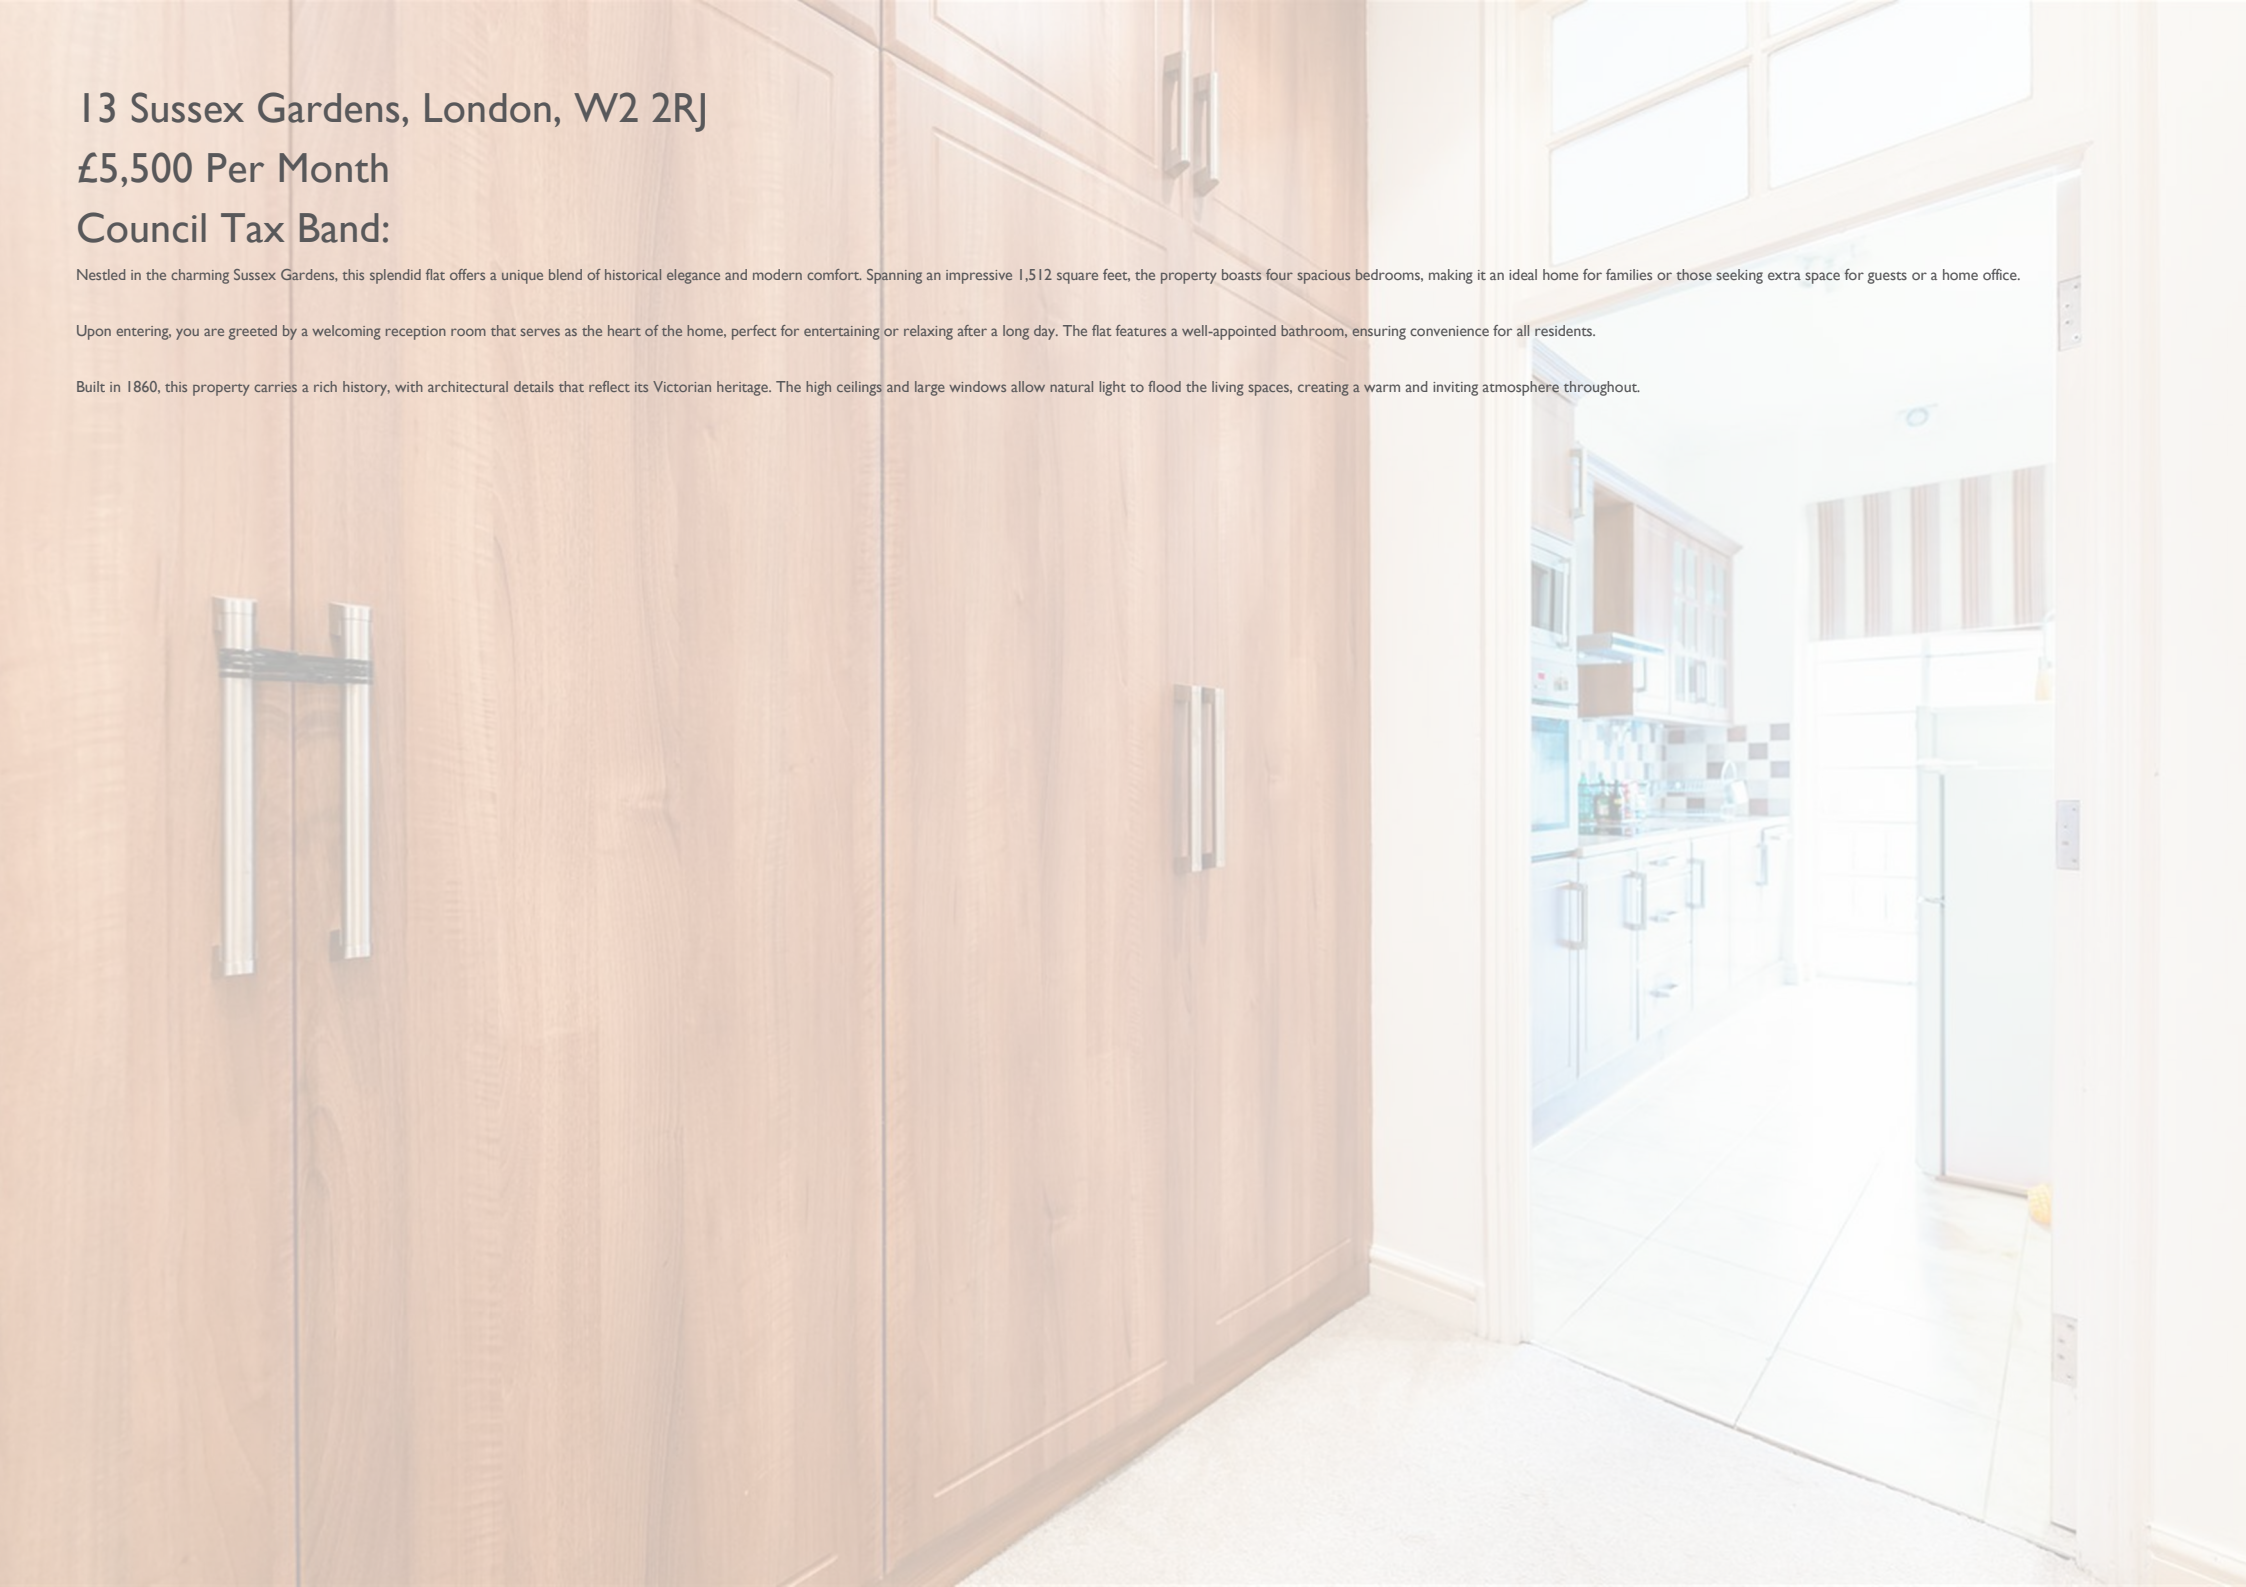 13 Sussex Gardens, London, W2 2RJ
£5,500 Per Month
Council Tax Band:
Nestled in the charming Sussex Gardens, this splendid flat offers a unique blend of historical elegance and modern comfort. Spanning an impressive 1,512 square feet, the property boasts four spacious bedrooms, making it an ideal home for families or those seeking extra space for guests or a home office.
Upon entering, you are greeted by a welcoming reception room that serves as the heart of the home, perfect for entertaining or relaxing after a long day. The flat features a well-appointed bathroom, ensuring convenience for all residents.
Built in 1860, this property carries a rich history, with architectural details that reflect its Victorian heritage. The high ceilings and large windows allow natural light to flood the living spaces, creating a warm and inviting atmosphere throughout.